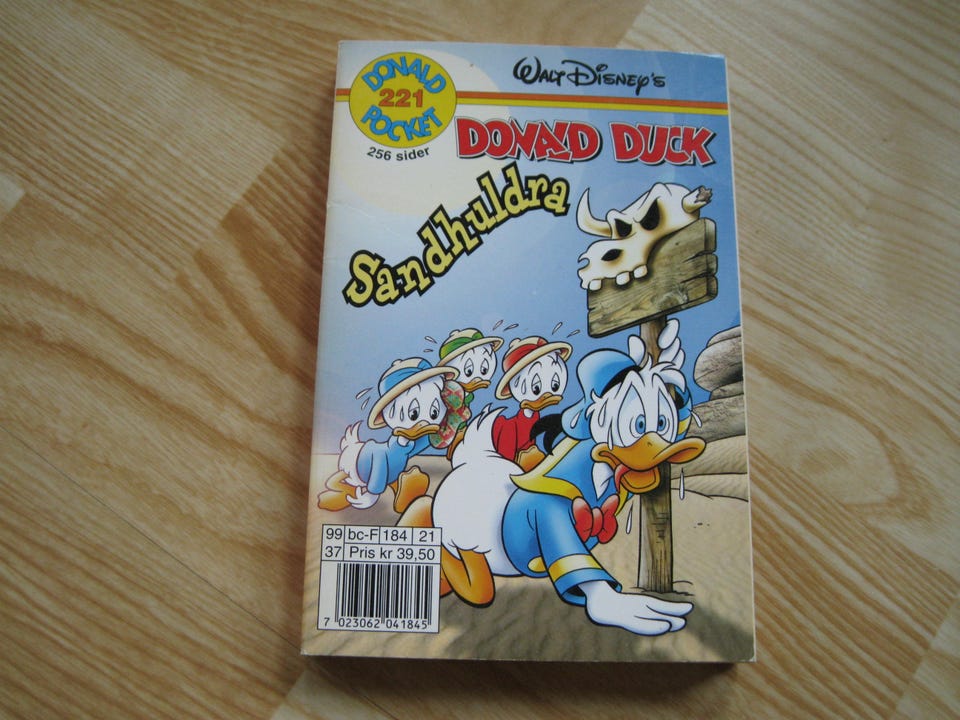 DONALD
221
POCKET
256 sider
WALT DISNEY'S
DONALD DUCK
Sandhuldra
99 bc-F 184 21
37 Pris kr 39,50
7 023062 041845